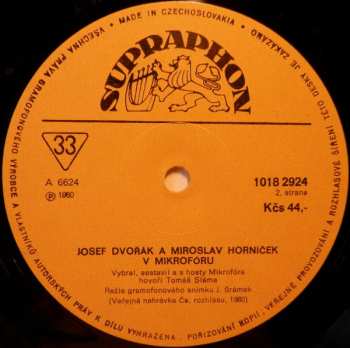 MADE IN CZECHOSLOVAKIA • VŠECHNA PRÁVA GRAMOFONOVÉHO VÝROBCE A VLASTNÍKŮ AUTORSKÝCH PRÁV K DÍLU VYHRAZENA. POŘIZOVÁNÍ KOPIÍ, VEŘEJNÉ PROVOZOVÁNÍ A ROZHLASOVÉ ŠÍŘENÍ TÉTO DESKY JE ZAKÁZÁNO •
SUPRAPHON
33
A 6624
℗ 1980
1018 2924
2. strana
Kčs 44,-
JOSEF DVOŘÁK A MIROSLAV HORNÍČEK
V MIKROFÓRU
Vybral, sestavil a s hosty Mikrofóra
hovoří Tomáš Sláma
Režie gramofonového snímku J. Šrámek
(Veřejná nahrávka Čs. rozhlasu, 1980)